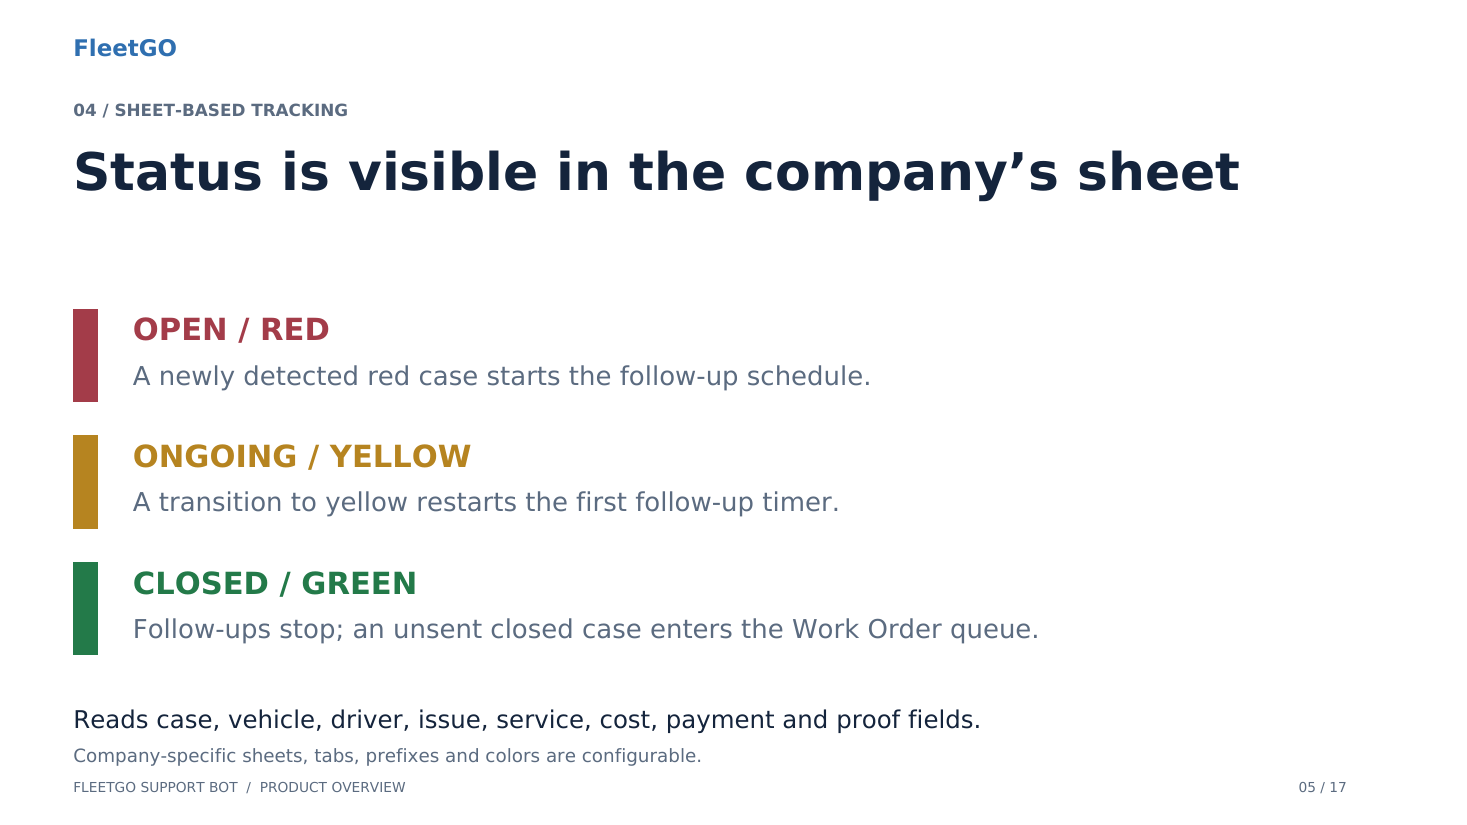 FleetGO
04 / SHEET-BASED TRACKING
Status is visible in the company’s sheet
OPEN / RED
A newly detected red case starts the follow-up schedule.
ONGOING / YELLOW
A transition to yellow restarts the first follow-up timer.
CLOSED / GREEN
Follow-ups stop; an unsent closed case enters the Work Order queue.
Reads case, vehicle, driver, issue, service, cost, payment and proof fields.
Company-specific sheets, tabs, prefixes and colors are configurable.
FLEETGO SUPPORT BOT / PRODUCT OVERVIEW
05 / 17